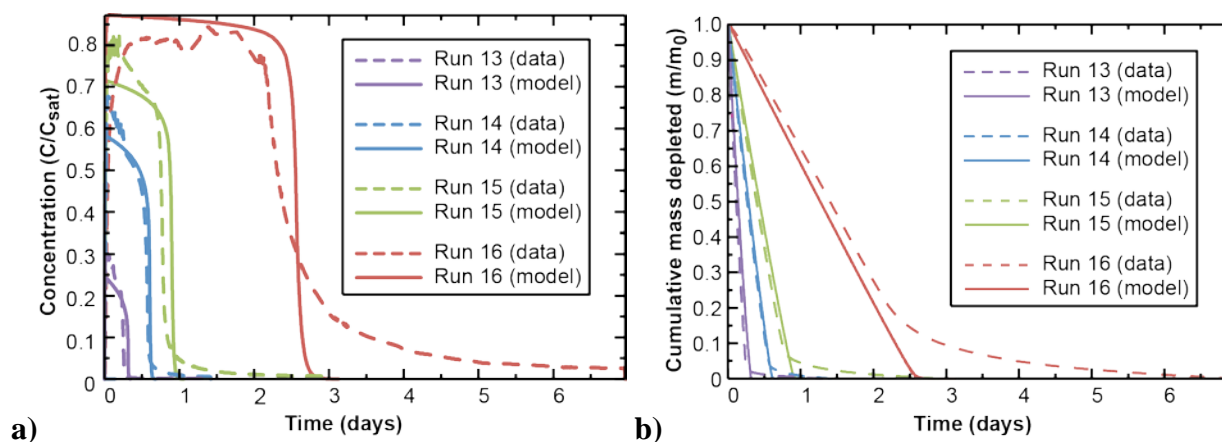 Concentration (C/Csat)
0.8
0.7
0.6
0.5
0.4
0.3
0.2
0.1
0
0 1 2 3 4 5 6
Time (days)
Run 13 (data)
Run 13 (model)
Run 14 (data)
Run 14 (model)
Run 15 (data)
Run 15 (model)
Run 16 (data)
Run 16 (model)
a)
Cumulative mass depleted (m/m0)
1.0
0.9
0.8
0.7
0.6
0.5
0.4
0.3
0.2
0.1
0
0 1 2 3 4 5 6
Time (days)
Run 13 (data)
Run 13 (model)
Run 14 (data)
Run 14 (model)
Run 15 (data)
Run 15 (model)
Run 16 (data)
Run 16 (model)
b)